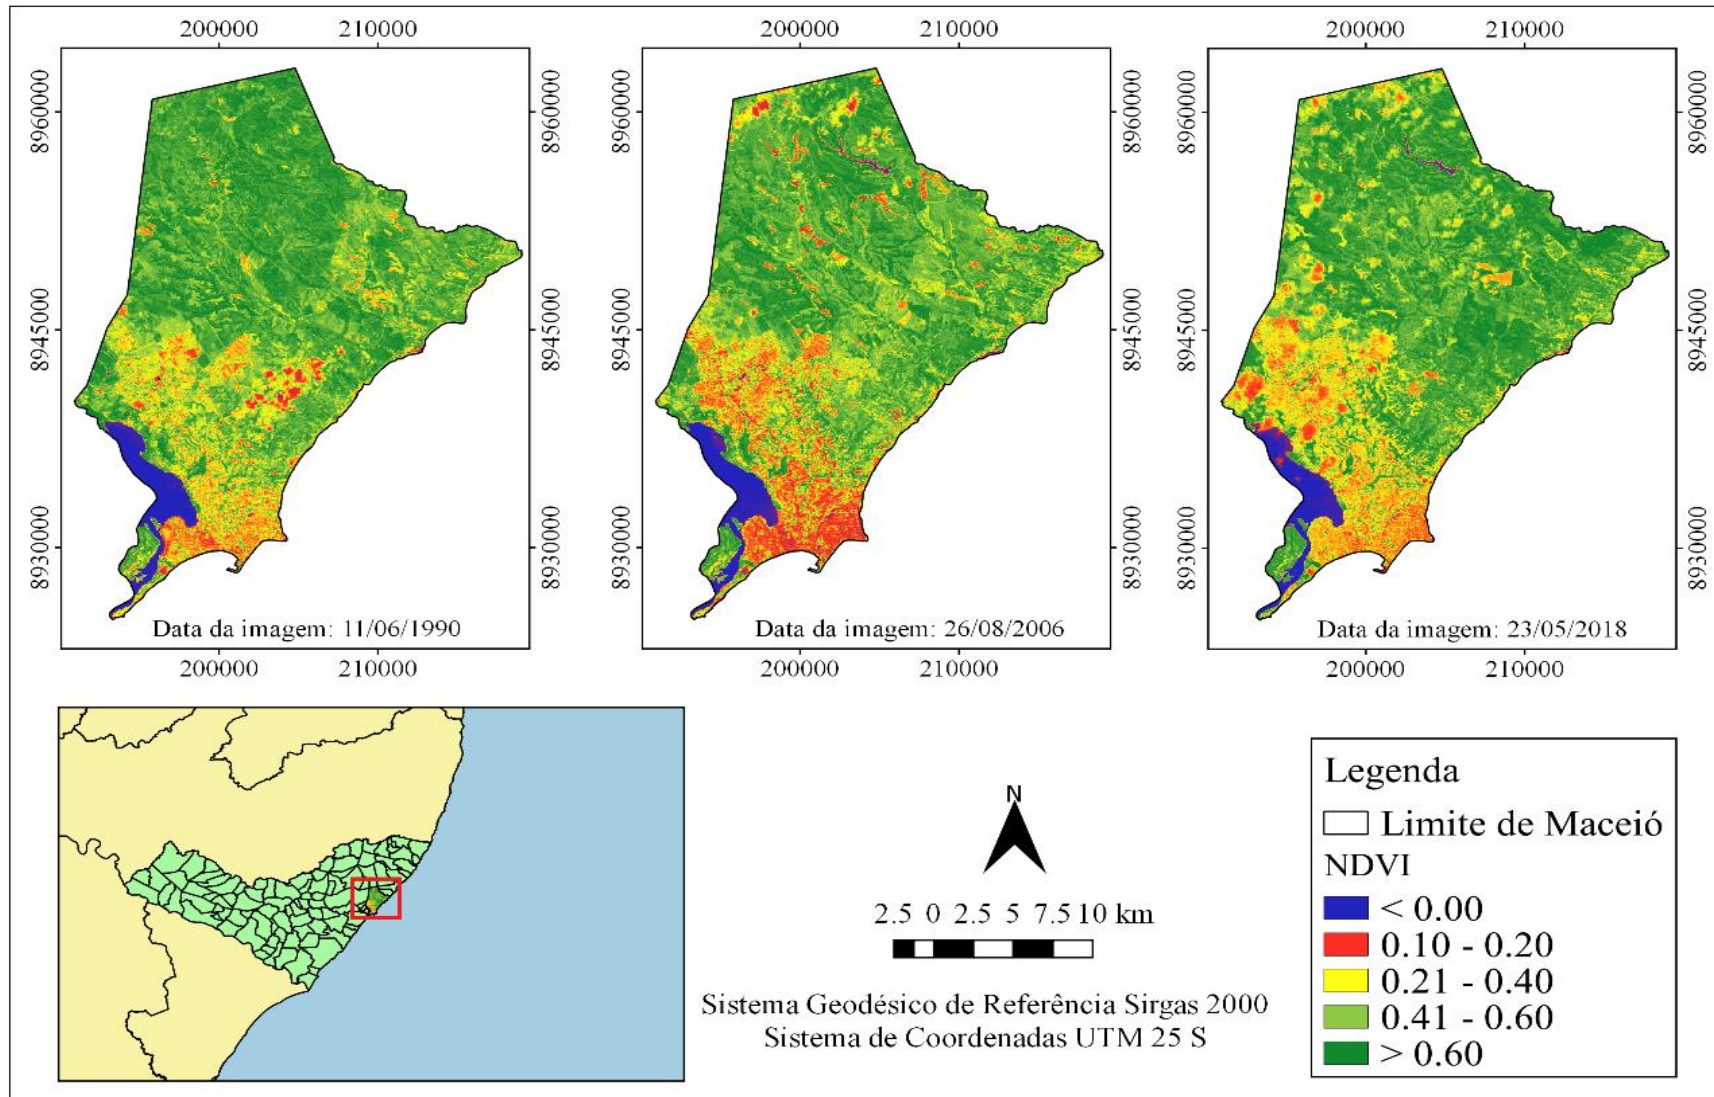 200000 210000 200000 210000 200000 210000
8960000 8960000 8960000 8960000 8960000 8960000
8945000 8945000 8945000 8945000 8945000 8945000
8930000 8930000 8930000 8930000 8930000 8930000
Data da imagem: 11/06/1990 Data da imagem: 26/08/2006 Data da imagem: 23/05/2018
200000 210000 200000 210000 200000 210000
N
2.5 0 2.5 5 7.5 10 km
Sistema Geodésico de Referência Sirgas 2000
Sistema de Coordenadas UTM 25 S
Legenda
Limite de Maceió
NDVI
< 0.00
0.10 - 0.20
0.21 - 0.40
0.41 - 0.60
> 0.60